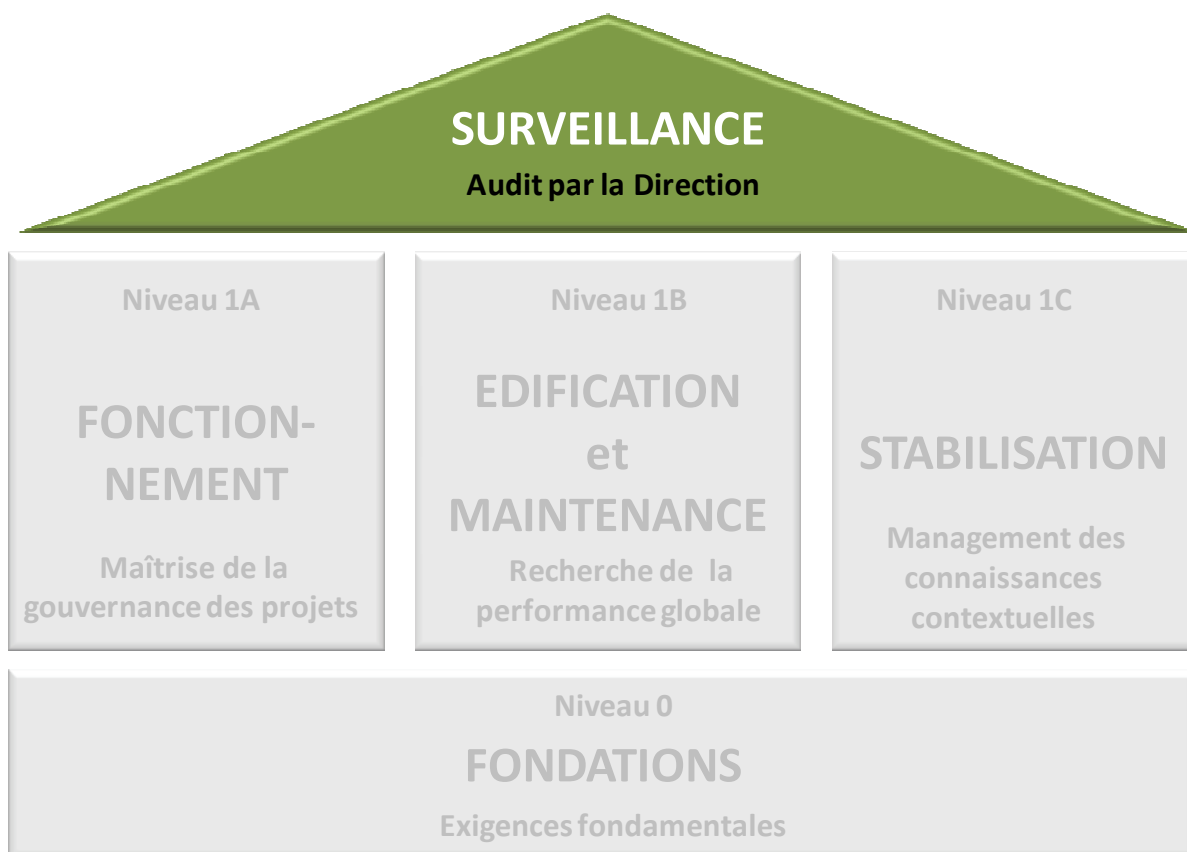 SURVEILLANCE
Audit par la Direction
Niveau 1A
FONCTION-
NEMENT
Maîtrise de la
gouvernance des projets
Niveau 1B
EDIFICATION
et
MAINTENANCE
Recherche de la
performance globale
Niveau 1C
STABILISATION
Management des
connaissances
contextuelles
Niveau 0
FONDATIONS
Exigences fondamentales